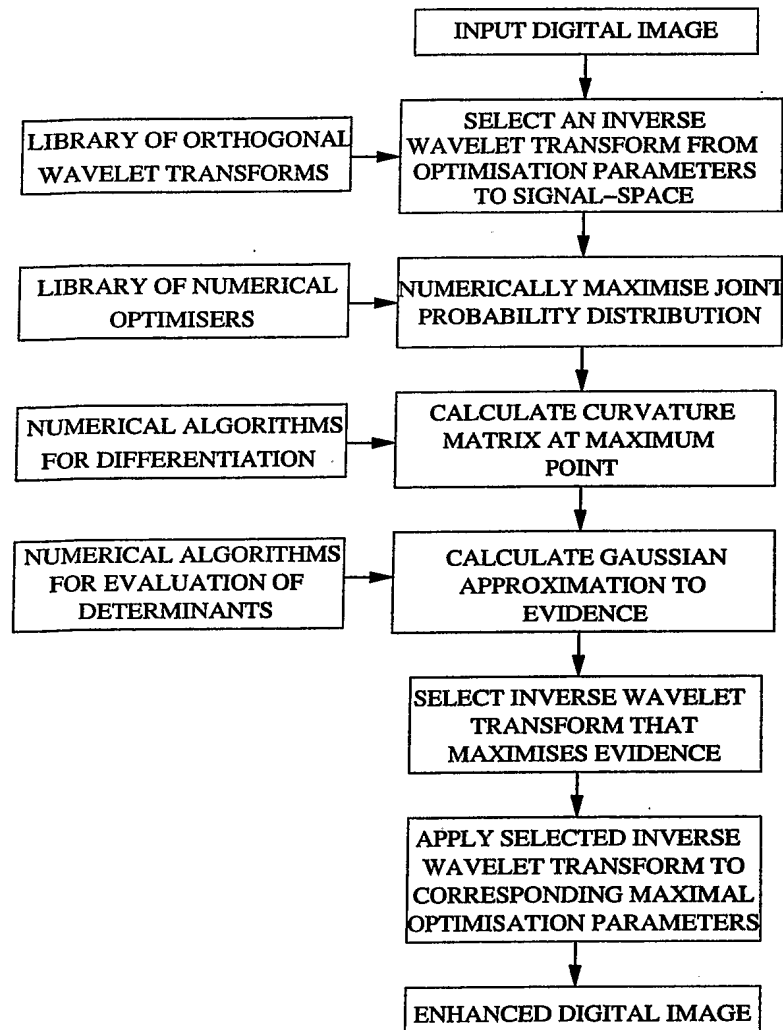 INPUT DIGITAL IMAGE
LIBRARY OF ORTHOGONAL
WAVELET TRANSFORMS
SELECT AN INVERSE
WAVELET TRANSFORM FROM
OPTIMISATION PARAMETERS
TO SIGNAL-SPACE
LIBRARY OF NUMERICAL
OPTIMISERS
NUMERICALLY MAXIMISE JOINT
PROBABILITY DISTRIBUTION
NUMERICAL ALGORITHMS
FOR DIFFERENTIATION
CALCULATE CURVATURE
MATRIX AT MAXIMUM
POINT
NUMERICAL ALGORITHMS
FOR EVALUATION OF
DETERMINANTS
CALCULATE GAUSSIAN
APPROXIMATION TO
EVIDENCE
SELECT INVERSE WAVELET
TRANSFORM THAT
MAXIMISES EVIDENCE
APPLY SELECTED INVERSE
WAVELET TRANSFORM TO
CORRESPONDING MAXIMAL
OPTIMISATION PARAMETERS
ENHANCED DIGITAL IMAGE